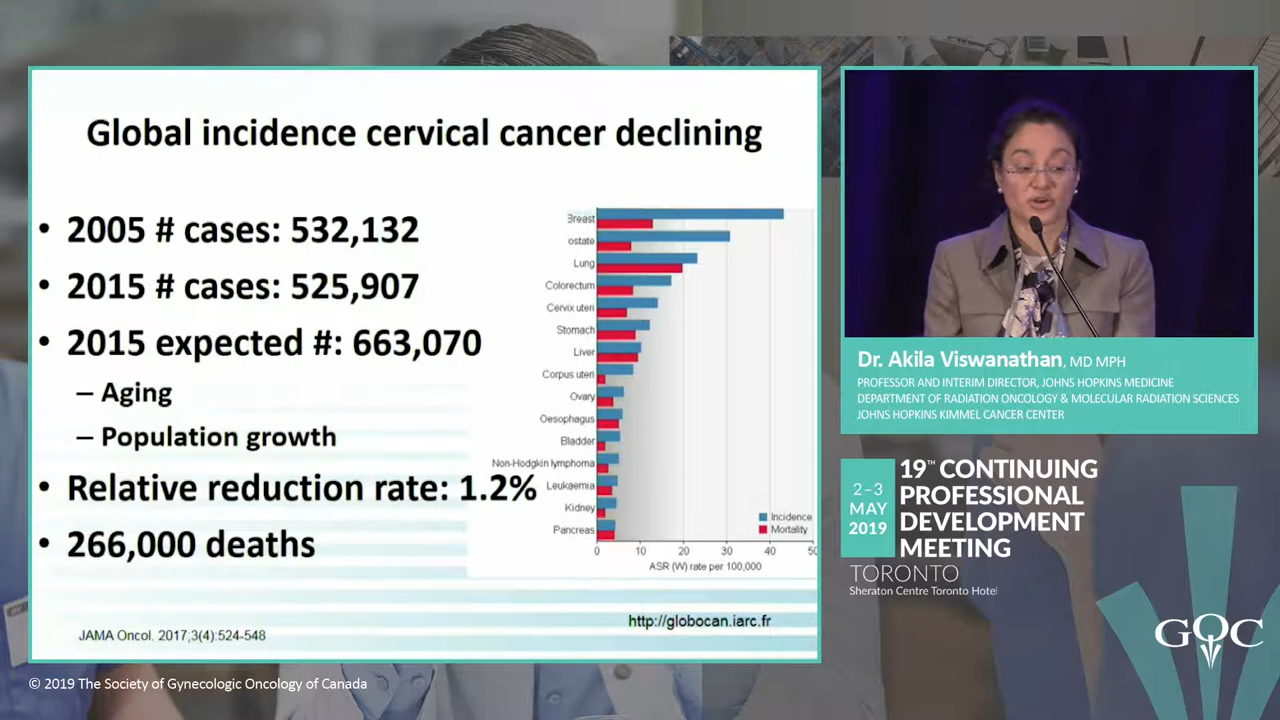 Global incidence cervical cancer declining
• 2005 # cases: 532,132
• 2015 # cases: 525,907
• 2015 expected #: 663,070
– Aging
– Population growth
• Relative reduction rate: 1.2%
• 266,000 deaths
Breast
ostate
Lung
Colorectum
Cervix uteri
Stomach
Liver
Corpus uteri
Ovary
Oesophagus
Bladder
Non-Hodgkin lymphoma
Leukaemia
Kidney
Pancreas
Incidence
Mortality
0 10 20 30 40 50
ASR (W) rate per 100,000
http://globocan.iarc.fr
JAMA Oncol. 2017;3(4):524-548
Dr. Akila Viswanathan, MD MPH
PROFESSOR AND INTERIM DIRECTOR, JOHNS HOPKINS MEDICINE
DEPARTMENT OF RADIATION ONCOLOGY & MOLECULAR RADIATION SCIENCES
JOHNS HOPKINS KIMMEL CANCER CENTER
2–3
MAY
2019
19TH CONTINUING
PROFESSIONAL
DEVELOPMENT
MEETING
TORONTO
Sheraton Centre Toronto Hotel
GOC
© 2019 The Society of Gynecologic Oncology of Canada